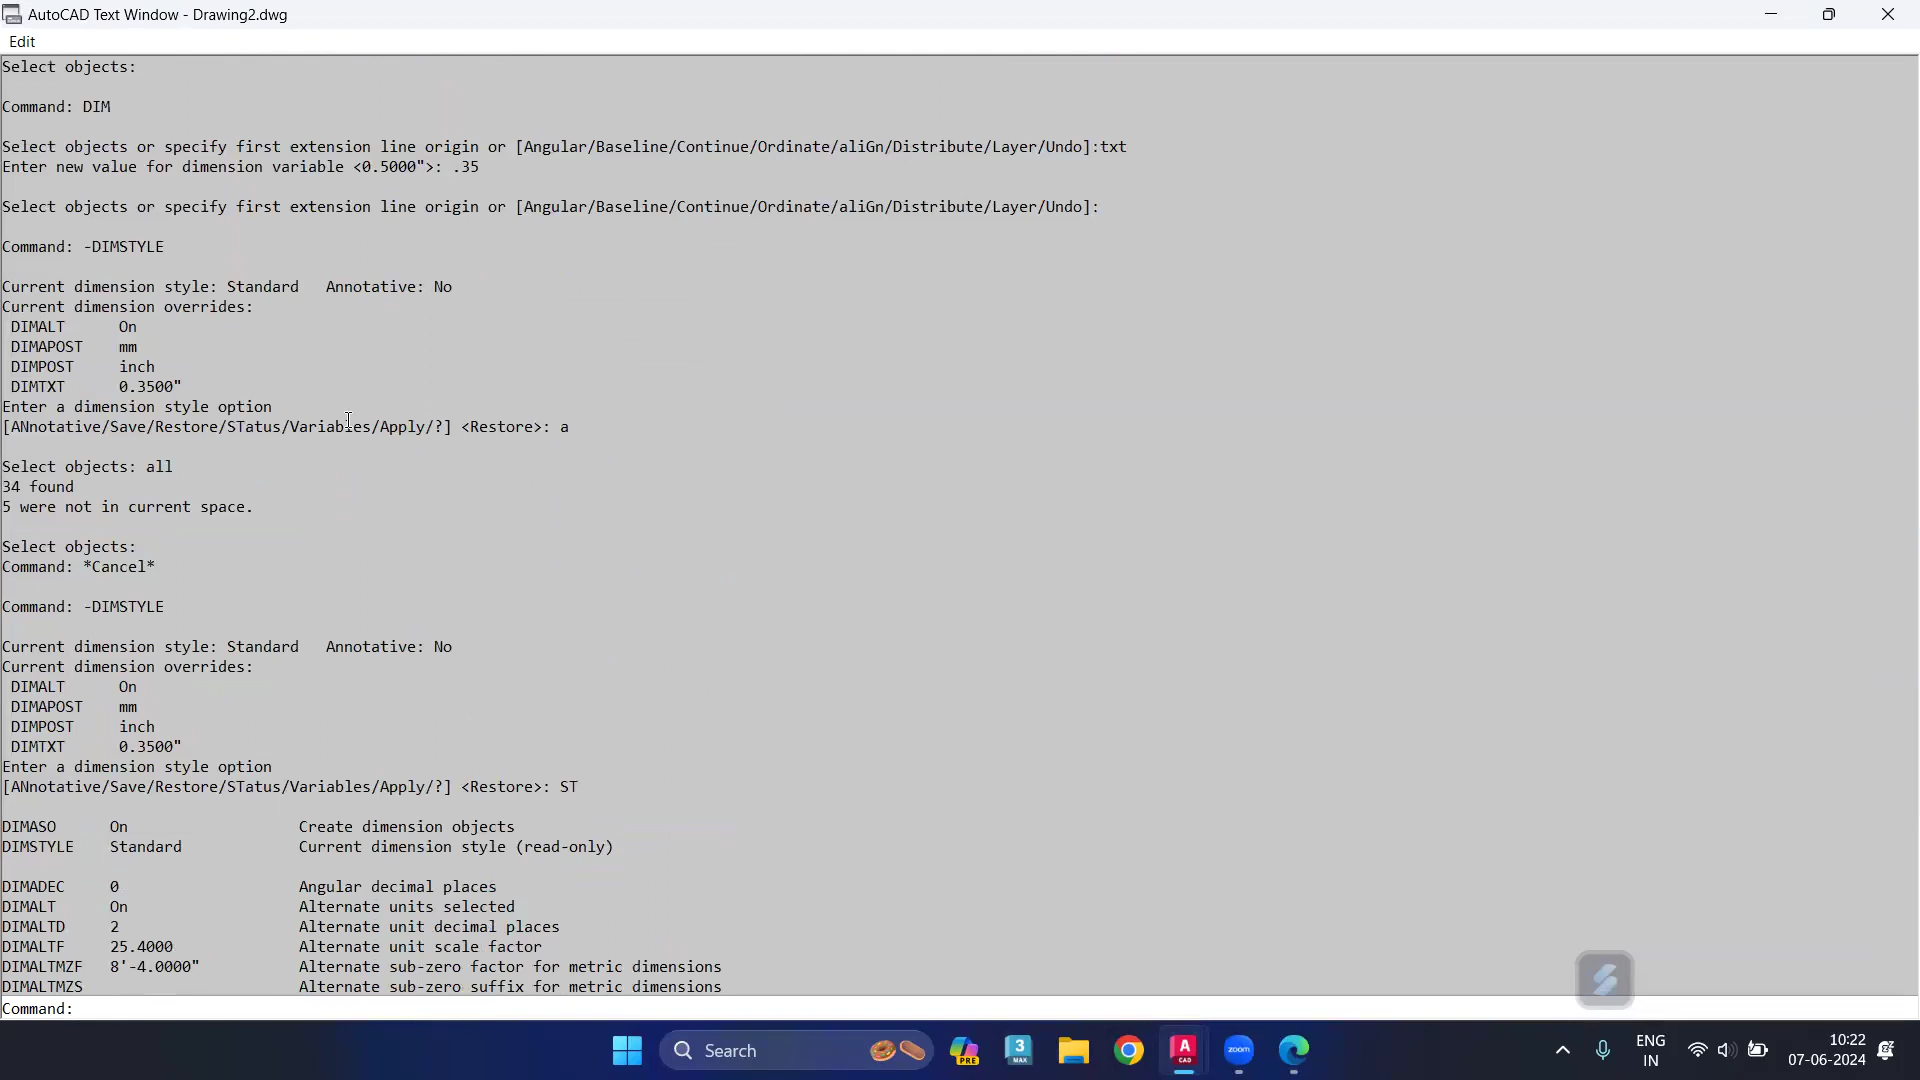 AutoCAD Text Window - Drawing2.dwg
Edit
Select objects:
Command: DIM
Select objects or specify first extension line origin or [Angular/Baseline/Continue/Ordinate/aliGn/Distribute/Layer/Undo]:txt
Enter new value for dimension variable <0.5000">: .35
Select objects or specify first extension line origin or [Angular/Baseline/Continue/Ordinate/aliGn/Distribute/Layer/Undo]:
Command: -DIMSTYLE
Current dimension style: Standard   Annotative: No
Current dimension overrides:
DIMALT      On
DIMAPOST    mm
DIMPOST     inch
DIMTXT      0.3500"
Enter a dimension style option
[ANnotative/Save/Restore/STatus/Variables/Apply/?] <Restore>: a
Select objects: all
34 found
5 were not in current space.
Select objects:
Command: *Cancel*
Command: -DIMSTYLE
Current dimension style: Standard   Annotative: No
Current dimension overrides:
DIMALT      On
DIMAPOST    mm
DIMPOST     inch
DIMTXT      0.3500"
Enter a dimension style option
[ANnotative/Save/Restore/STatus/Variables/Apply/?] <Restore>: ST
DIMASO      On                   Create dimension objects
DIMSTYLE    Standard             Current dimension style (read-only)
DIMADEC     0                    Angular decimal places
DIMALT      On                   Alternate units selected
DIMALTD     2                    Alternate unit decimal places
DIMALTF     25.4000              Alternate unit scale factor
DIMALTMZF   8'-4.0000"           Alternate sub-zero factor for metric dimensions
DIMALTMZS                        Alternate sub-zero suffix for metric dimensions
Command:
Search
PRE
3
MAX
A
CAD
zoom
ENG
IN
10:22
07-06-2024